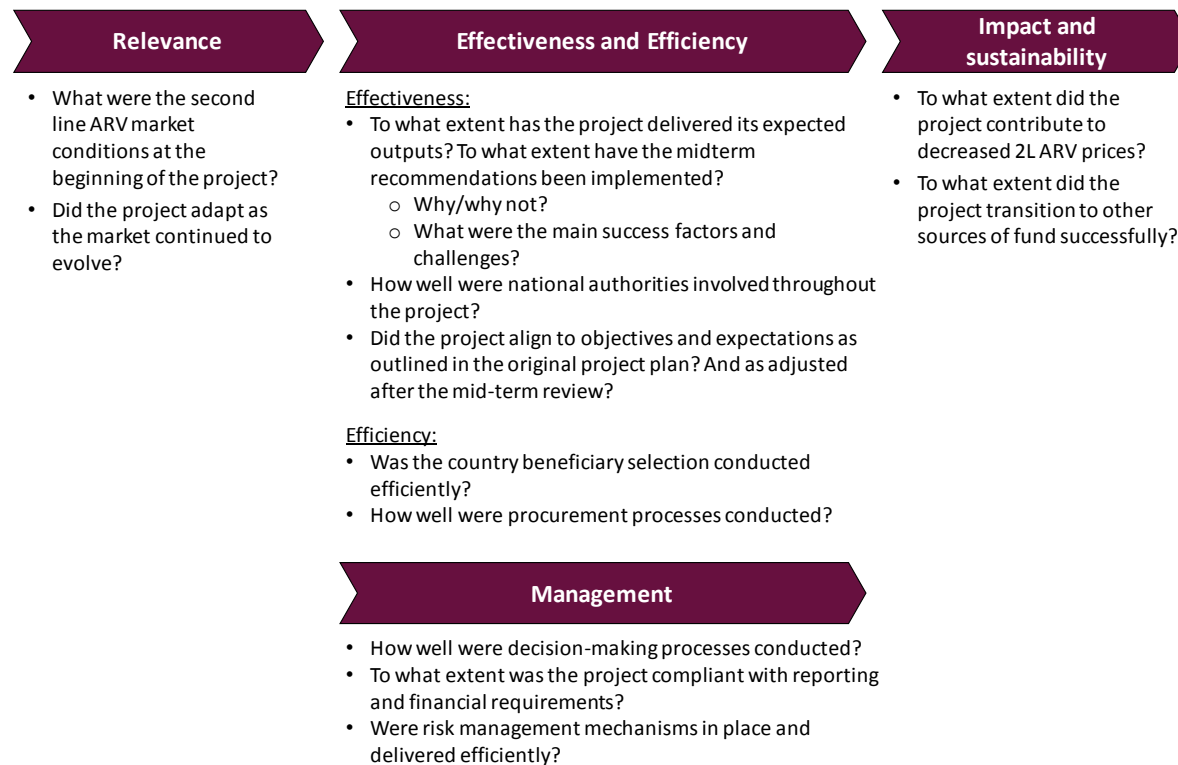 Relevance
• What were the second
line ARV market
conditions at the
beginning of the project?
• Did the project adapt as
the market continued to
evolve?
Effectiveness and Efficiency
Effectiveness:
• To what extent has the project delivered its expected
outputs? To what extent have the midterm
recommendations been implemented?
o Why/why not?
o What were the main success factors and
challenges?
• How well were national authorities involved throughout
the project?
• Did the project align to objectives and expectations as
outlined in the original project plan? And as adjusted
after the mid-term review?
Efficiency:
• Was the country beneficiary selection conducted
efficiently?
• How well were procurement processes conducted?
Management
• How well were decision-making processes conducted?
• To what extent was the project compliant with reporting
and financial requirements?
• Were risk management mechanisms in place and
delivered efficiently?
Impact and
sustainability
• To what extent did the
project contribute to
decreased 2L ARV prices?
• To what extent did the
project transition to other
sources of fund successfully?